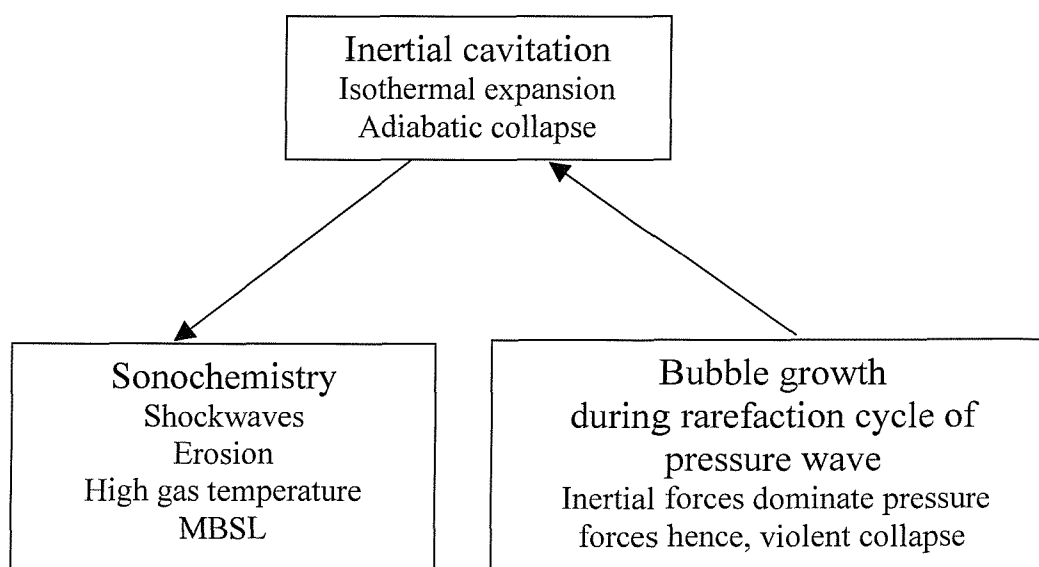 Inertial cavitation
Isothermal expansion
Adiabatic collapse
Sonochemistry
Shockwaves
Erosion
High gas temperature
MBSL
Bubble growth
during rarefaction cycle of
pressure wave
Inertial forces dominate pressure
forces hence, violent collapse